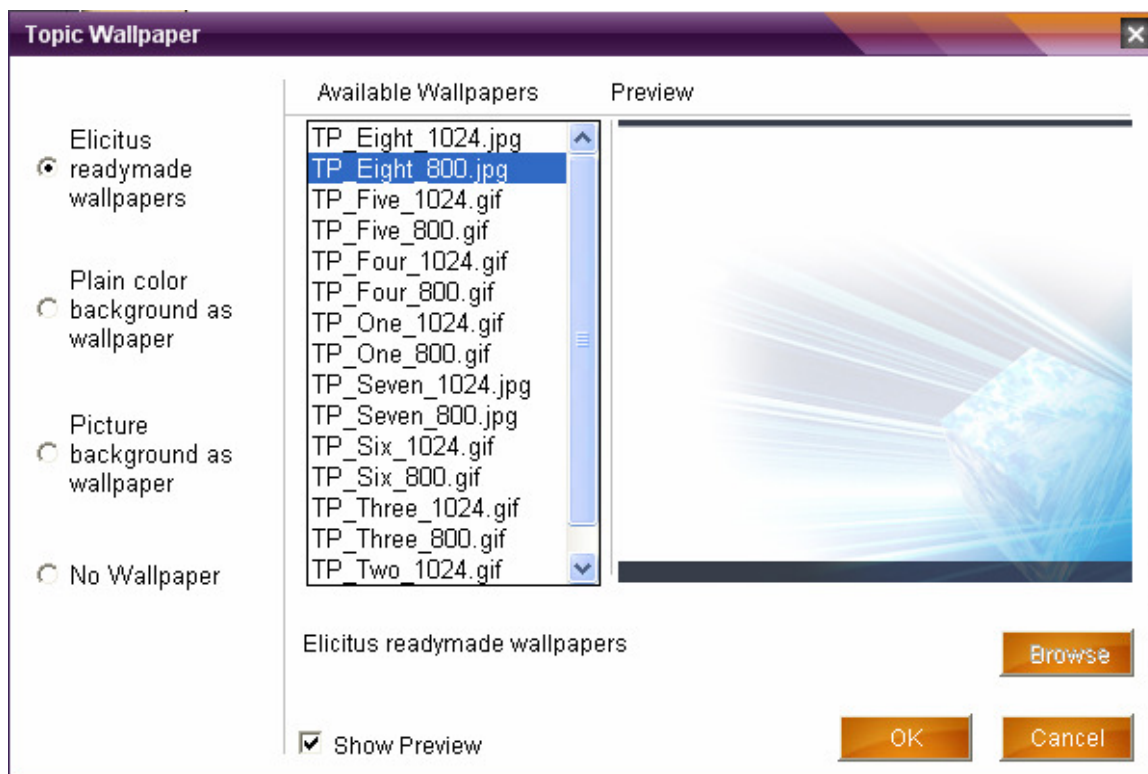 Topic Wallpaper
Available Wallpapers
Preview
Elicitus
readymade
wallpapers
Plain color
background as
wallpaper
Picture
background as
wallpaper
No Wallpaper
TP_Eight_1024.jpg
TP_Eight_800.jpg
TP_Five_1024.gif
TP_Five_800.gif
TP_Four_1024.gif
TP_Four_800.gif
TP_One_1024.gif
TP_One_800.gif
TP_Seven_1024.jpg
TP_Seven_800.jpg
TP_Six_1024.gif
TP_Six_800.gif
TP_Three_1024.gif
TP_Three_800.gif
TP_Two_1024.gif
Elicitus readymade wallpapers
Browse
Show Preview
OK
Cancel